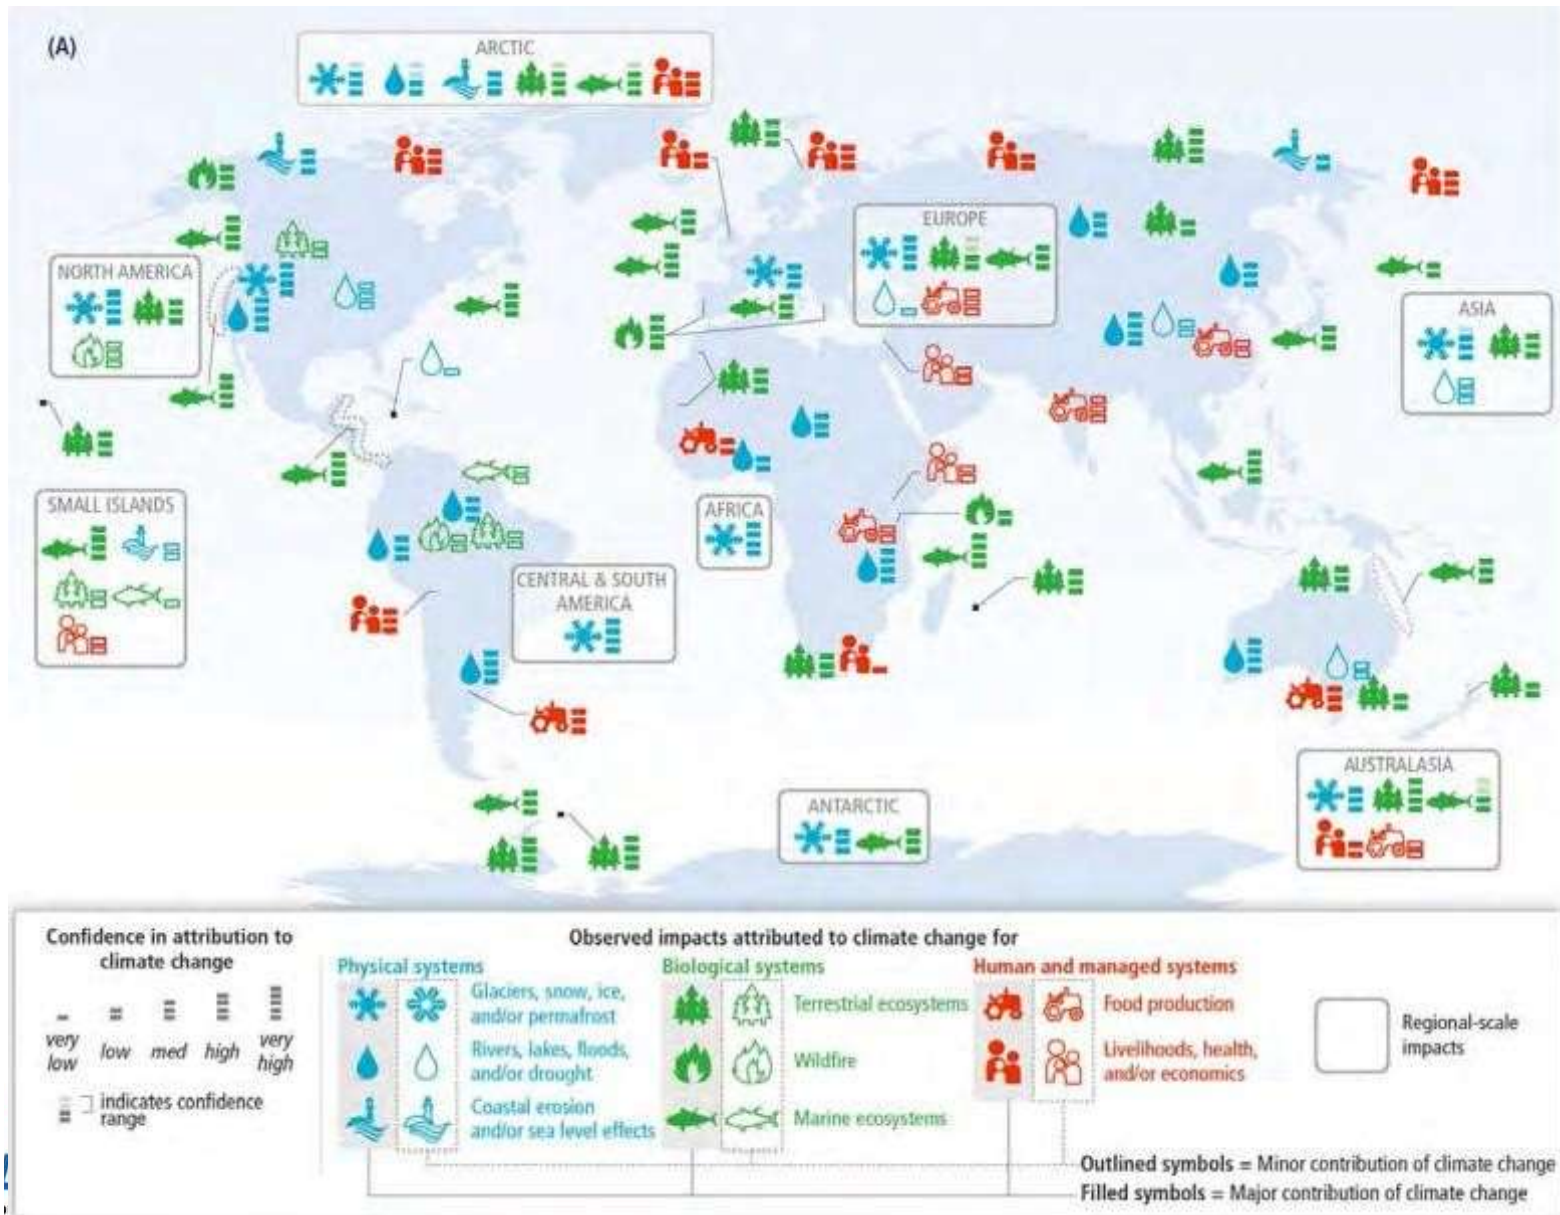 (A)
ARCTIC
EUROPE
NORTH AMERICA
ASIA
SMALL ISLANDS
AFRICA
CENTRAL & SOUTH
AMERICA
AUSTRALASIA
ANTARCTIC
Confidence in attribution to
climate change
very
low
low
med
high
very
high
indicates confidence
range
Observed impacts attributed to climate change for
Physical systems
Glaciers, snow, ice,
and/or permafrost
Rivers, lakes, floods,
and/or drought
Coastal erosion
and/or sea level effects
Biological systems
Terrestrial ecosystems
Wildfire
Marine ecosystems
Human and managed systems
Food production
Livelihoods, health,
and/or economics
Regional-scale
impacts
Outlined symbols = Minor contribution of climate change
Filled symbols = Major contribution of climate change